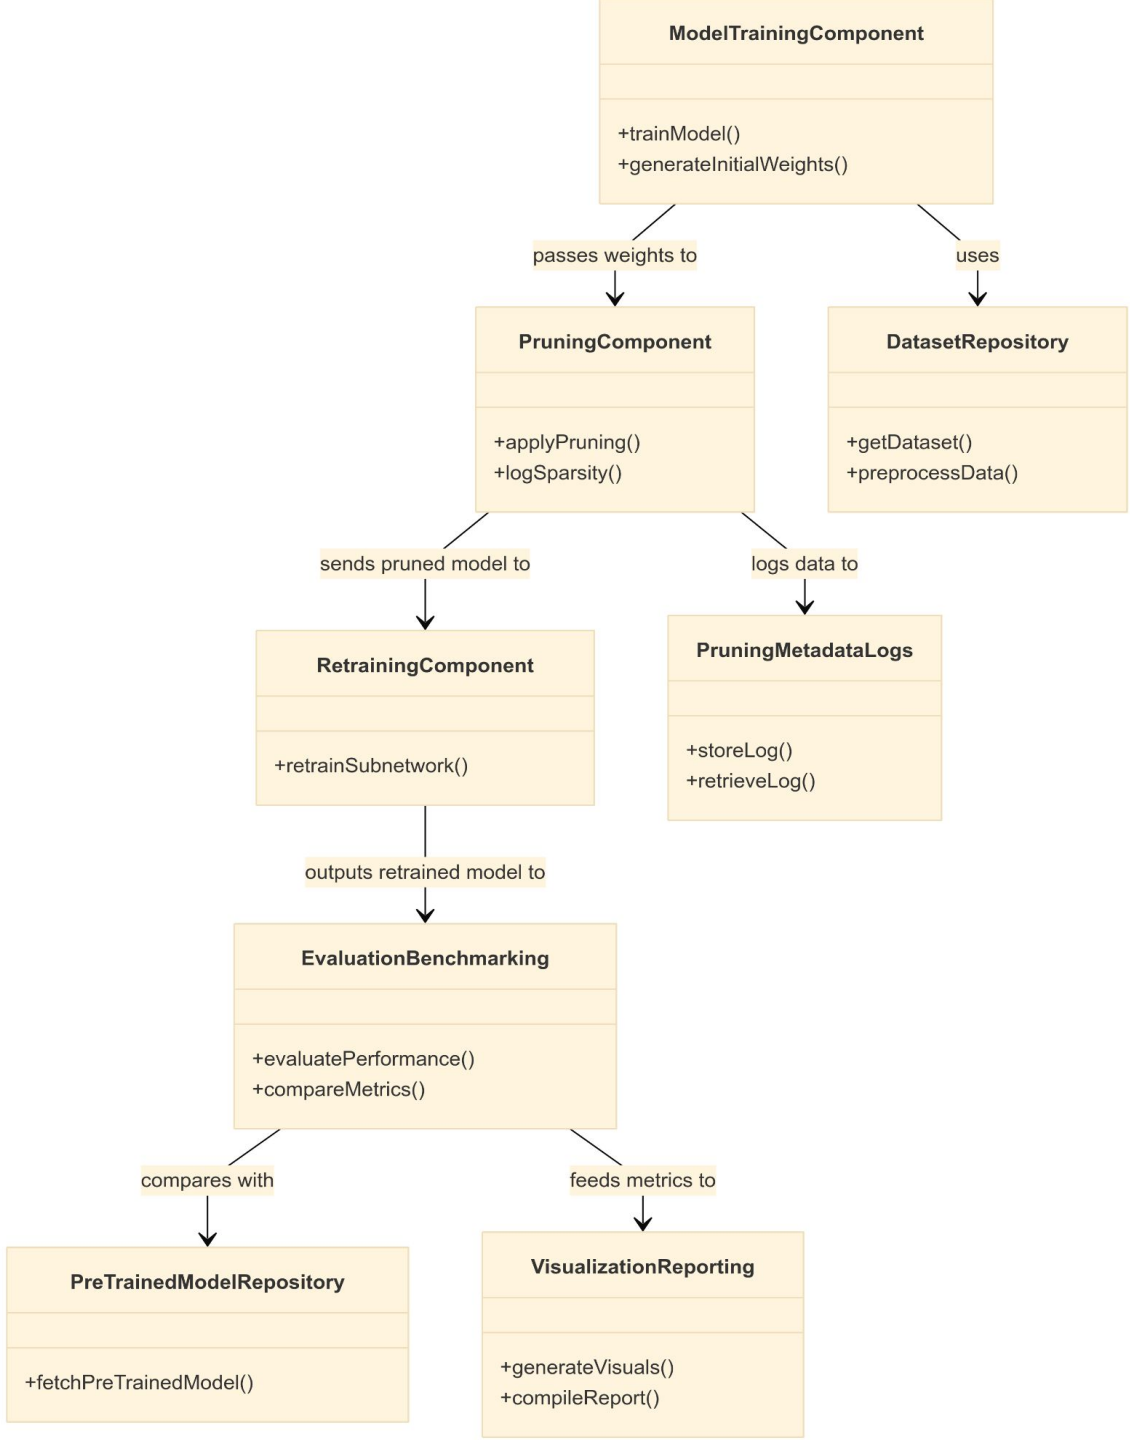 ModelTrainingComponent
+trainModel()
+generateInitialWeights()
passes weights to
uses
PruningComponent
+applyPruning()
+logSparsity()
DatasetRepository
+getDataset()
+preprocessData()
sends pruned model to
logs data to
RetrainingComponent
+retrainSubnetwork()
PruningMetadataLogs
+storeLog()
+retrieveLog()
outputs retrained model to
EvaluationBenchmarking
+evaluatePerformance()
+compareMetrics()
compares with
feeds metrics to
PreTrainedModelRepository
+fetchPreTrainedModel()
VisualizationReporting
+generateVisuals()
+compileReport()